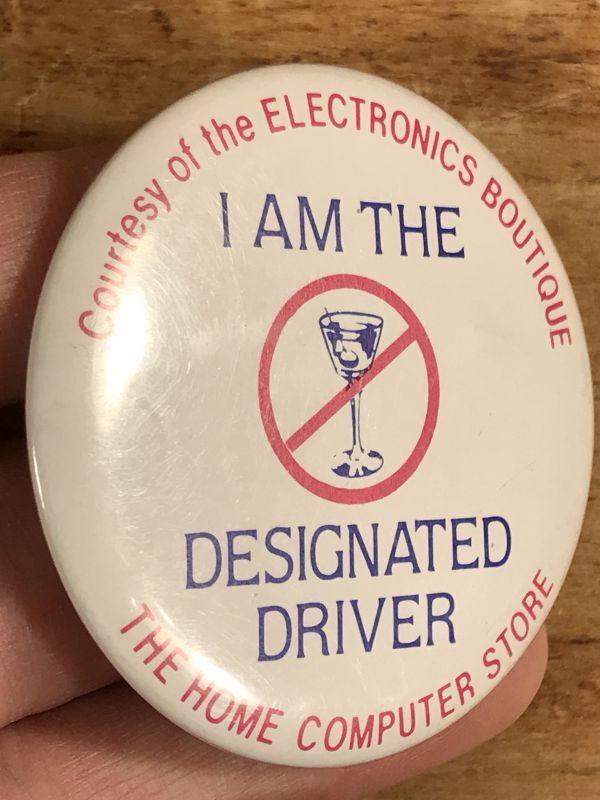 Courtesy of the ELECTRONICS BOUTIQUE
I AM THE
DESIGNATED
DRIVER
THE HOME COMPUTER STORE